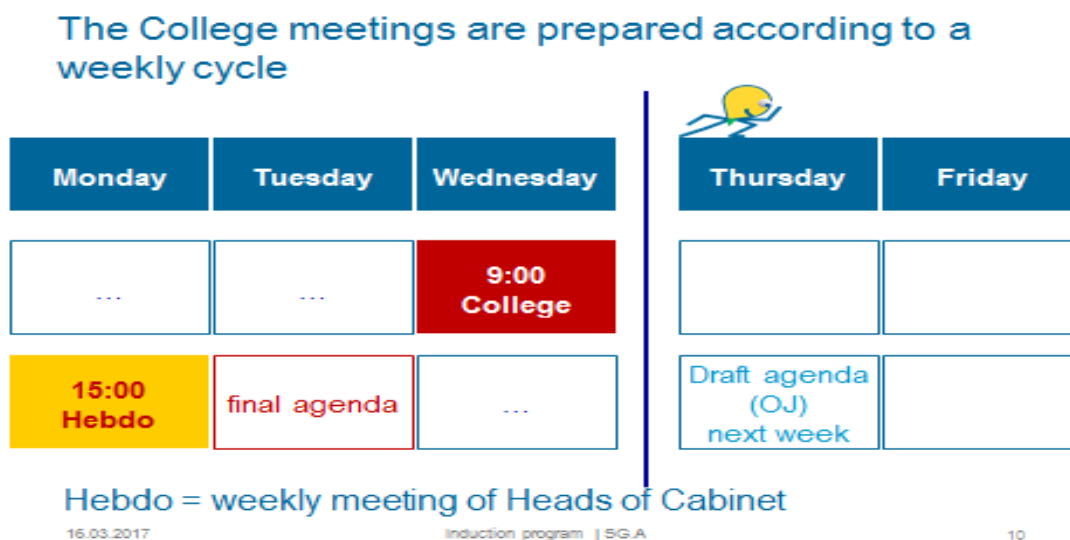 The College meetings are prepared according to a
weekly cycle
Monday
Tuesday
Wednesday
Thursday
Friday
...
...
9:00
College
15:00
Hebdo
final agenda
...
Draft agenda
(OJ)
next week
Hebdo = weekly meeting of Heads of Cabinet
16.03.2017
Induction program | SG.A
10